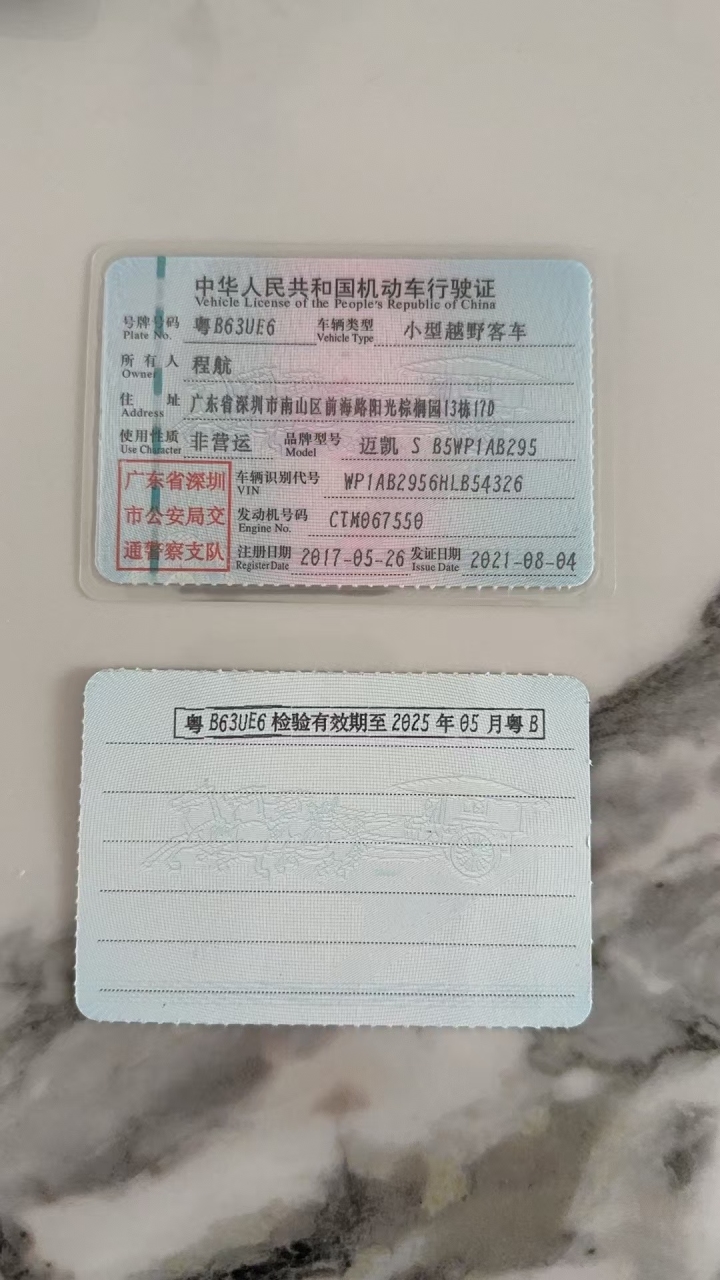 中华人民共和国机动车行驶证
Vehicle License of the People's Republic of China
号牌号码 粤B63UE6 车辆类型 小型越野客车
Plate No. Vehicle Type
所有人 程航
Owner
住址 广东省深圳市南山区前海路阳光棕榈园13栋17D
Address
使用性质 非营运 品牌型号 迈凯 S B5WP1AB295
Use Character Model
广东省深圳
市公安局交
通警察支队
车辆识别代号 WP1AB2956HLB54326
VIN
发动机号码 CTM067550
Engine No.
注册日期 2017-05-26 发证日期 2021-08-04
Register Date Issue Date
粤B63UE6检验有效期至2025年05月粤B